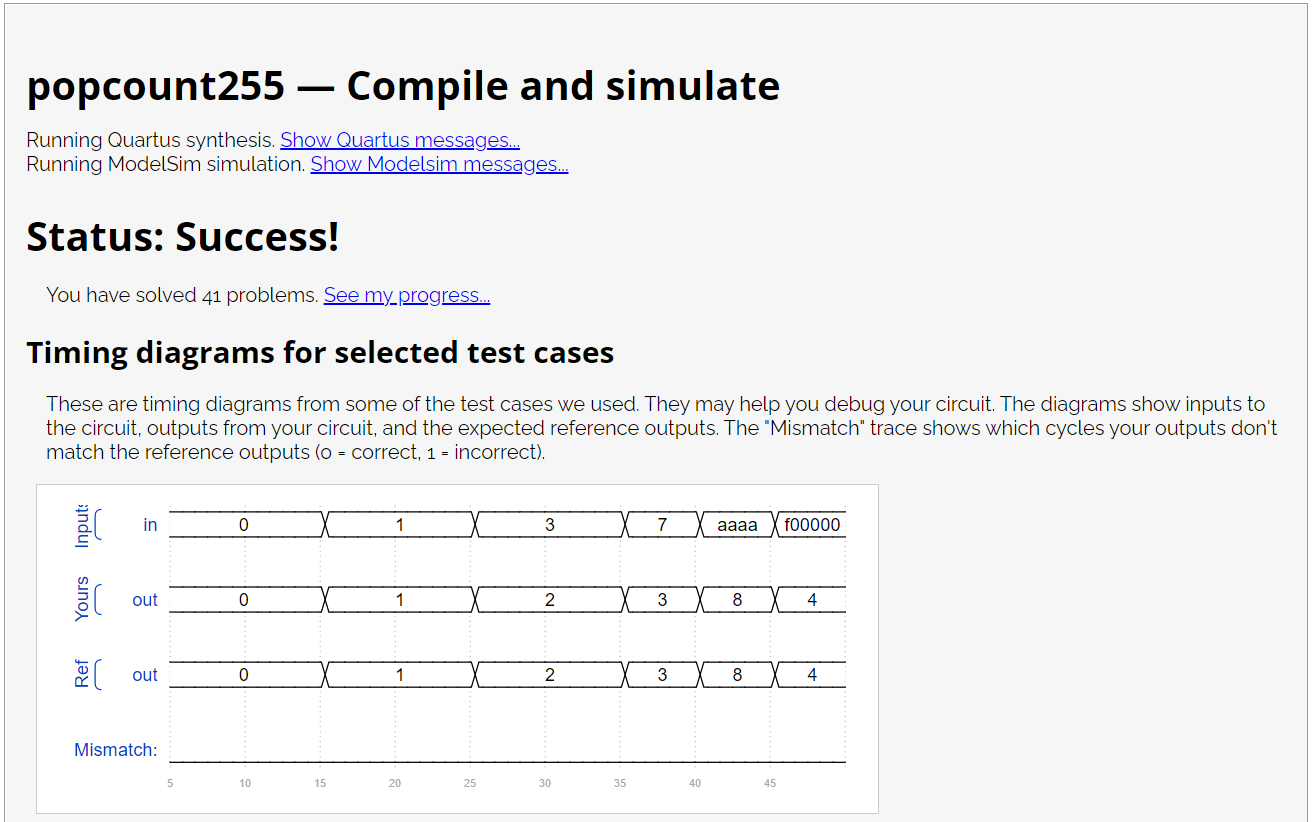 popcount255 — Compile and simulate
Running Quartus synthesis. Show Quartus messages...
Running ModelSim simulation. Show Modelsim messages...
Status: Success!
You have solved 41 problems. See my progress...
Timing diagrams for selected test cases
These are timing diagrams from some of the test cases we used. They may help you debug your circuit. The diagrams show inputs to
the circuit, outputs from your circuit, and the expected reference outputs. The "Mismatch" trace shows which cycles your outputs don't
match the reference outputs (0 = correct, 1 = incorrect).
Inputs in 0 1 3 7 aaaa f00000
Yours out 0 1 2 3 8 4
Ref out 0 1 2 3 8 4
Mismatch:
5 10 15 20 25 30 35 40 45